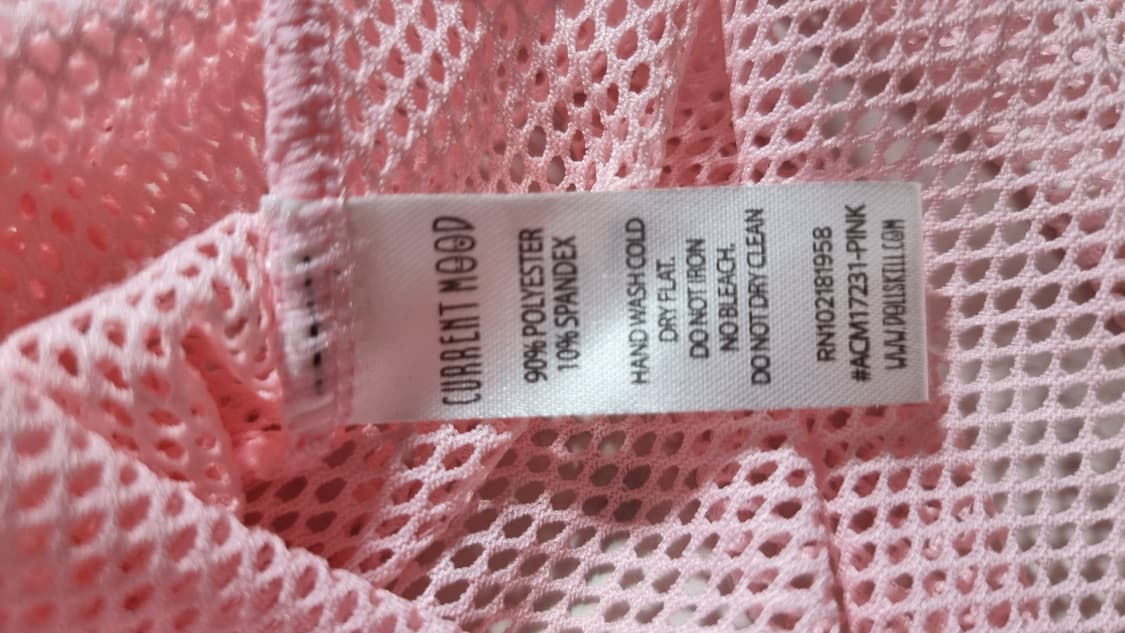 CURRENT MOOD
90% POLYESTER
10% SPANDEX
HAND WASH COLD
DRY FLAT.
DO NOT IRON
NO BLEACH.
DO NOT DRY CLEAN
RN102181958
#ACM17231-PINK
WWW.DOLLSKILL.COM